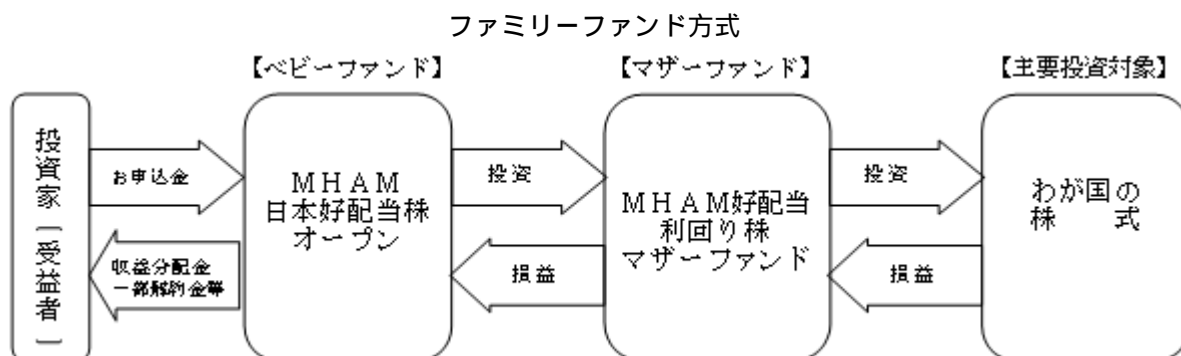 ファミリーファンド方式
【ベビーファンド】
【マザーファンド】
【主要投資対象】
投資家(受益者)
お申込金
収益分配金
一部解約金等
MHAM
日本好配当株
オープン
投資
損益
MHAM好配当
利回り株
マザーファンド
投資
損益
わが国の
株　式